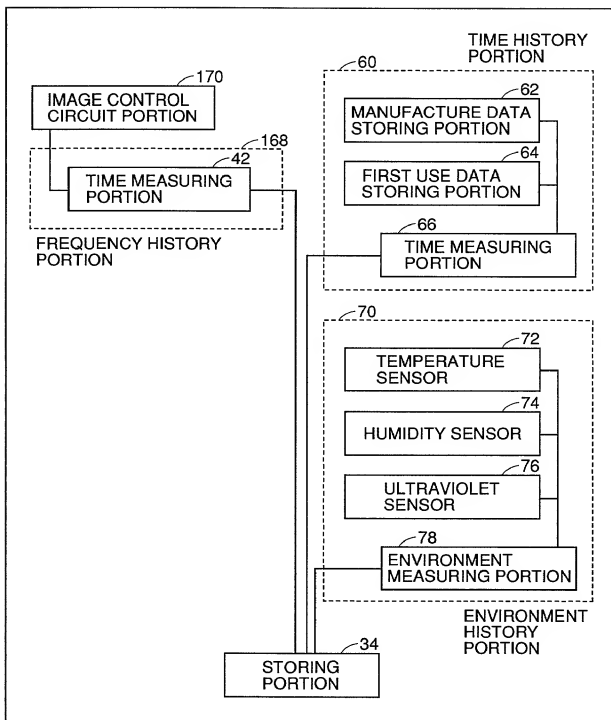 170
IMAGE CONTROL
CIRCUIT PORTION
168
42
TIME MEASURING
PORTION
FREQUENCY HISTORY
PORTION
TIME HISTORY
PORTION
60
62
MANUFACTURE DATA
STORING PORTION
64
FIRST USE DATA
STORING PORTION
66
TIME MEASURING
PORTION
70
72
TEMPERATURE
SENSOR
74
HUMIDITY SENSOR
76
ULTRAVIOLET
SENSOR
78
ENVIRONMENT
MEASURING PORTION
ENVIRONMENT
HISTORY
PORTION
34
STORING
PORTION